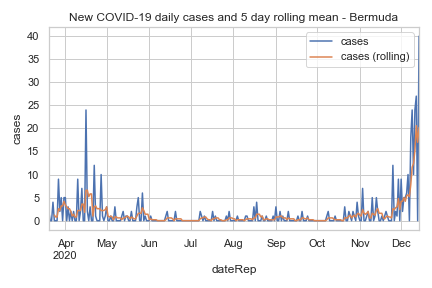 New COVID-19 daily cases and 5 day rolling mean - Bermuda
cases
cases (rolling)
cases
40
35
30
25
20
15
10
5
0
Apr May Jun Jul Aug Sep Oct Nov Dec
2020
dateRep